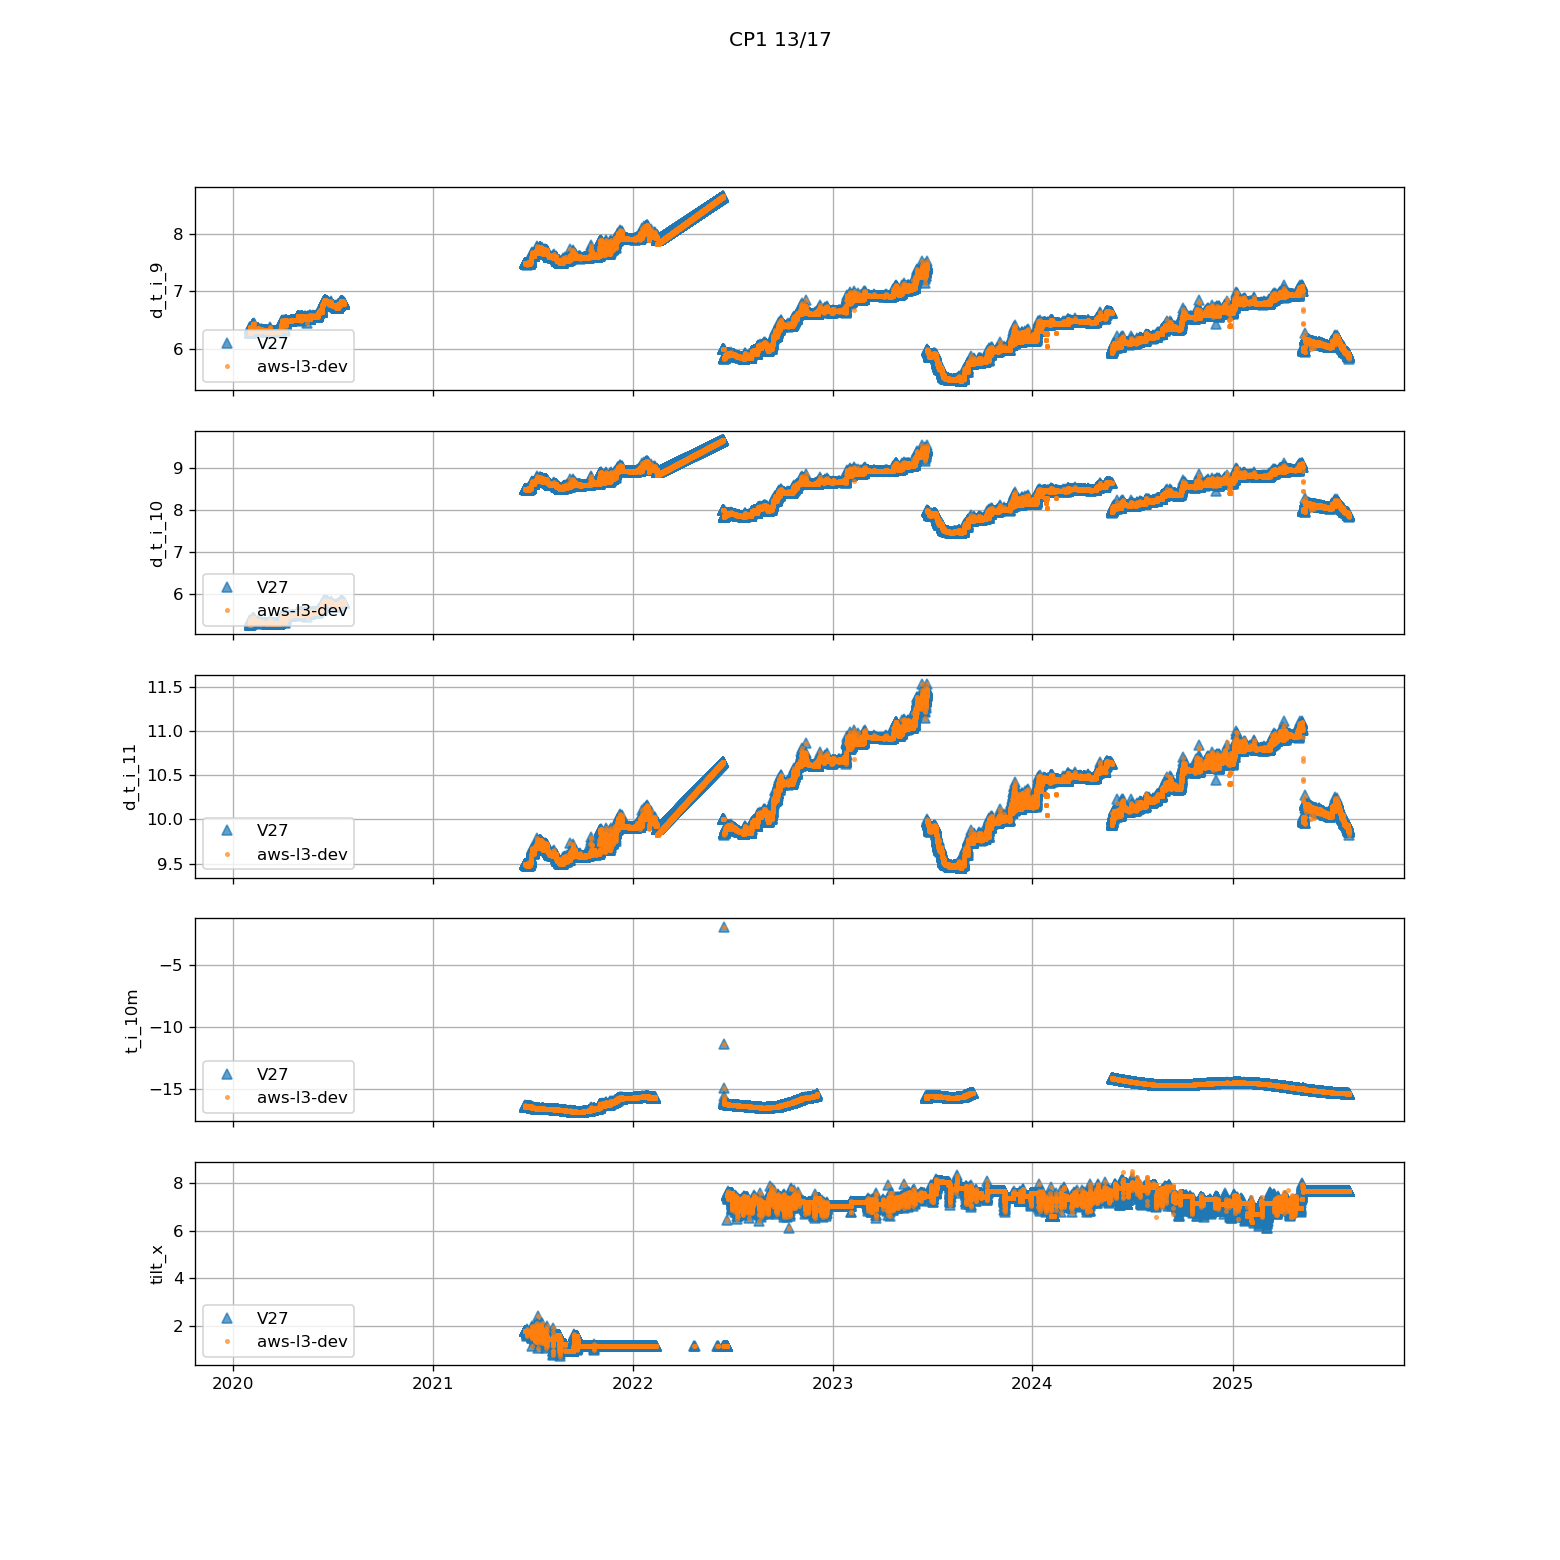 CP1 13/17
8
7
6
d_t_i_9
V27
aws-l3-dev
9
8
7
6
d_t_i_10
V27
aws-l3-dev
11.5
11.0
10.5
10.0
9.5
d_t_i_11
V27
aws-l3-dev
−5
−10
−15
t_i_10m
V27
aws-l3-dev
8
6
4
2
tilt_x
V27
aws-l3-dev
2020 2021 2022 2023 2024 2025